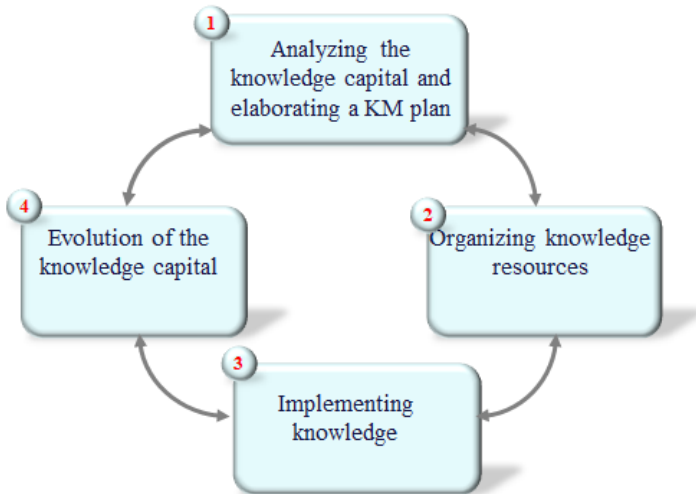 1
Analyzing the
knowledge capital and
elaborating a KM plan
2
Organizing knowledge
resources
3
Implementing
knowledge
4
Evolution of the
knowledge capital